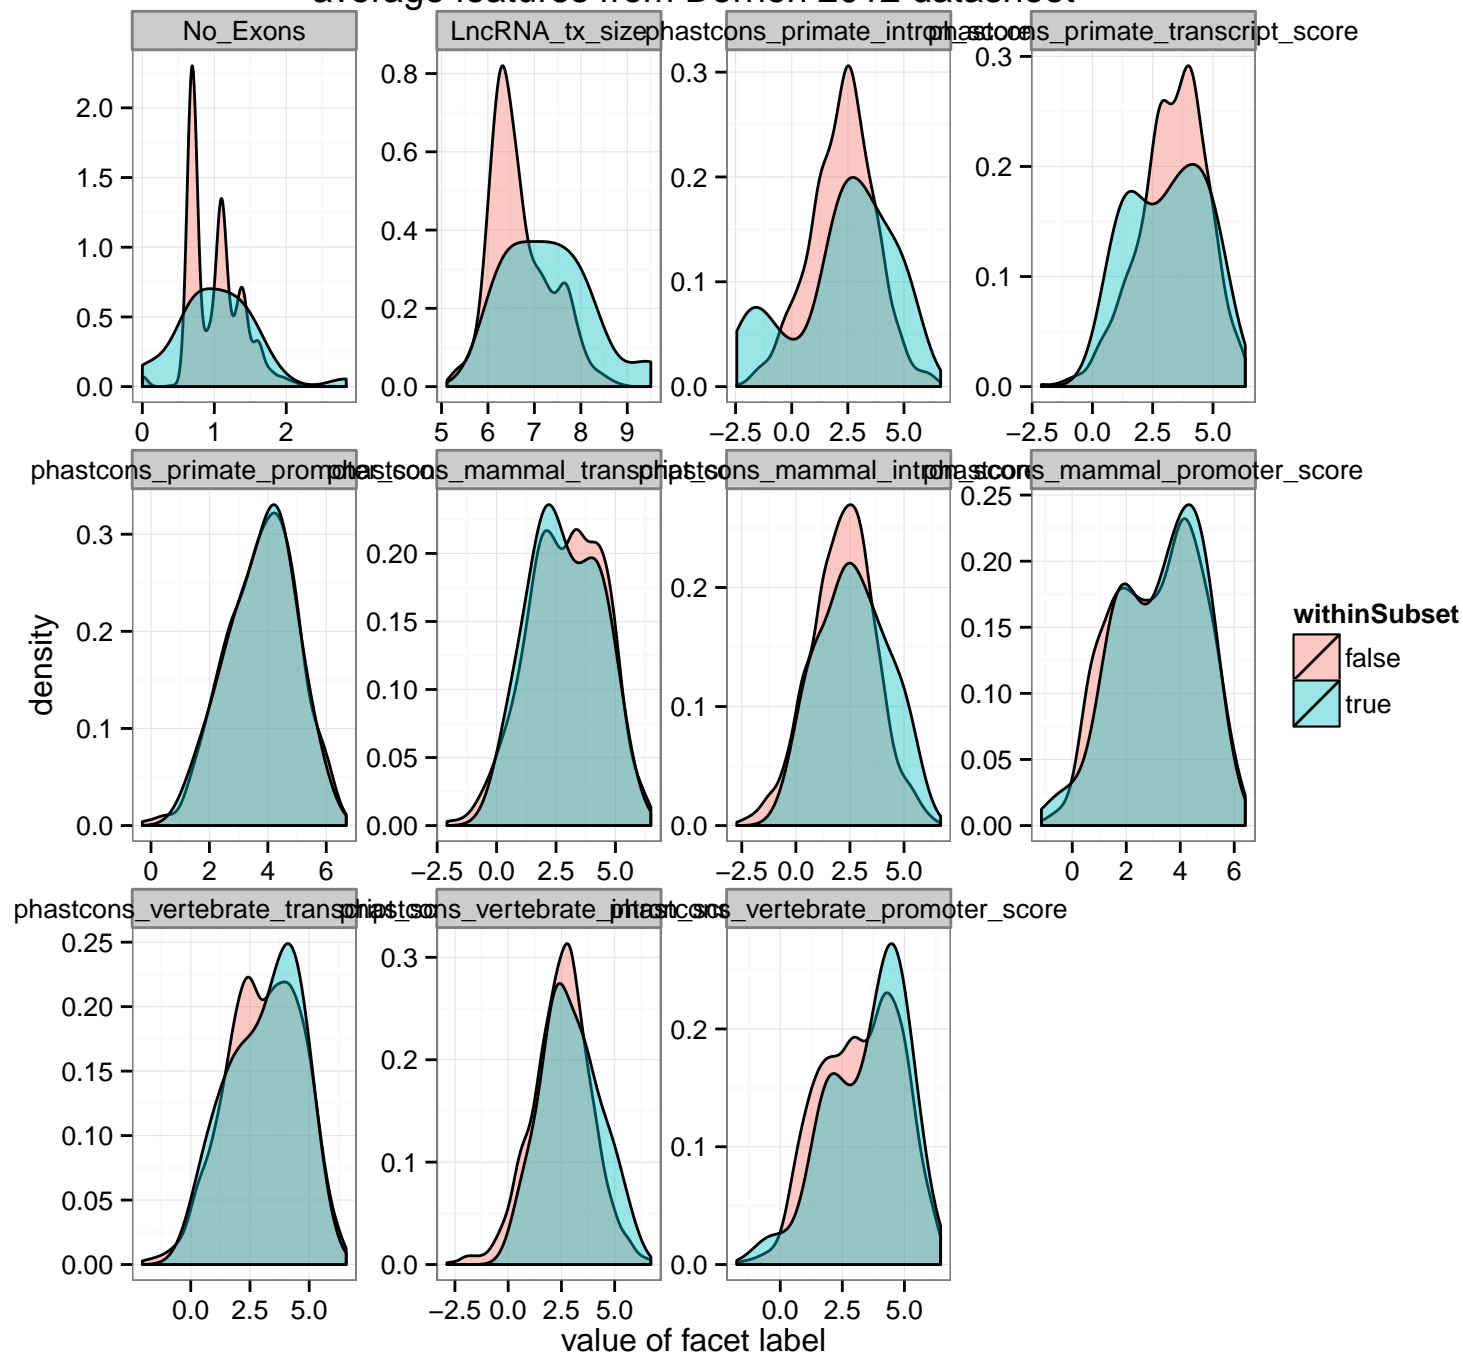 average features from Derrien 2012 datasheet
No_Exons
LncRNA_tx_size
phastcons_primate_intron_score
phastcons_primate_transcript_score
2.0
1.5
1.0
0.5
0.0
0.8
0.6
0.4
0.2
0.0
0.3
0.2
0.1
0.0
0.3
0.2
0.1
0.0
0 1 2
5 6 7 8 9
−2.5 0.0 2.5 5.0
−2.5 0.0 2.5 5.0
phastcons_primate_promoter_score
phastcons_mammal_transcript_score
phastcons_mammal_intron_score
phastcons_mammal_promoter_score
0.3
0.2
0.1
0.0
0.20
0.15
0.10
0.05
0.00
0.2
0.1
0.0
0.25
0.20
0.15
0.10
0.05
0.00
0 2 4 6
−2.5 0.0 2.5 5.0
−2.5 0.0 2.5 5.0
0 2 4 6
phastcons_vertebrate_transcript_score
phastcons_vertebrate_intron_score
phastcons_vertebrate_promoter_score
0.25
0.20
0.15
0.10
0.05
0.00
0.3
0.2
0.1
0.0
0.2
0.1
0.0
0.0 2.5 5.0
−2.5 0.0 2.5 5.0
0.0 2.5 5.0
density
value of facet label
withinSubset
false
true